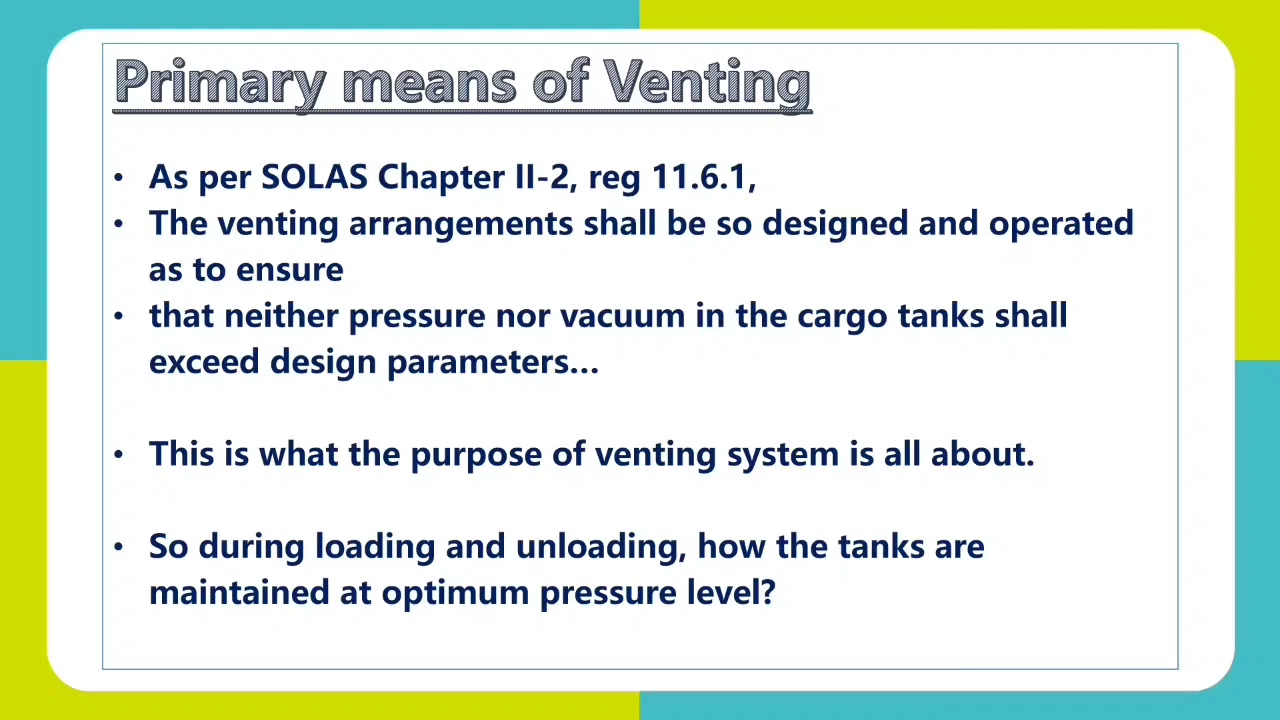 Primary means of Venting
• As per SOLAS Chapter II-2, reg 11.6.1,
• The venting arrangements shall be so designed and operated
as to ensure
• that neither pressure nor vacuum in the cargo tanks shall
exceed design parameters...
• This is what the purpose of venting system is all about.
• So during loading and unloading, how the tanks are
maintained at optimum pressure level?